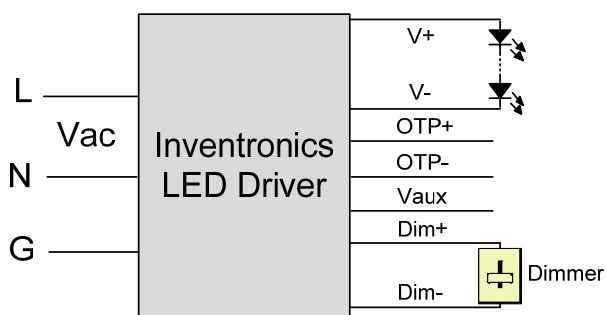 L
Vac
N
G
Inventronics
LED Driver
V+
V-
OTP+
OTP-
Vaux
Dim+
Dim-
Dimmer